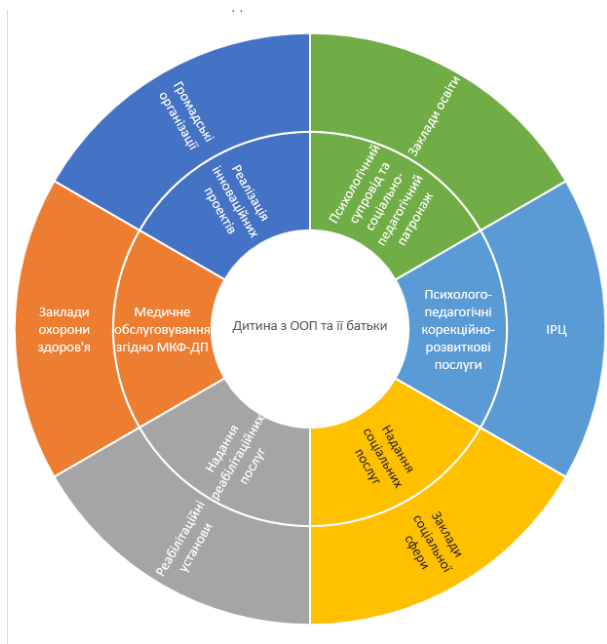 Громадські
організації
Реалізація
інноваційних
проектів
Заклади освіти
Психологічний
супровід та
соціально-
педагогічний
патронаж
Заклади
охорони
здоров'я
Медичне
обслуговування
згідно МКФ-ДП
Дитина з ООП та її батьки
Психолого-
педагогічні
корекційно-
розвиткові
послуги
ІРЦ
Надання
реабілітаційних
послуг
Реабілітаційні
установи
Надання
соціальних
послуг
Заклади
соціальної
сфери